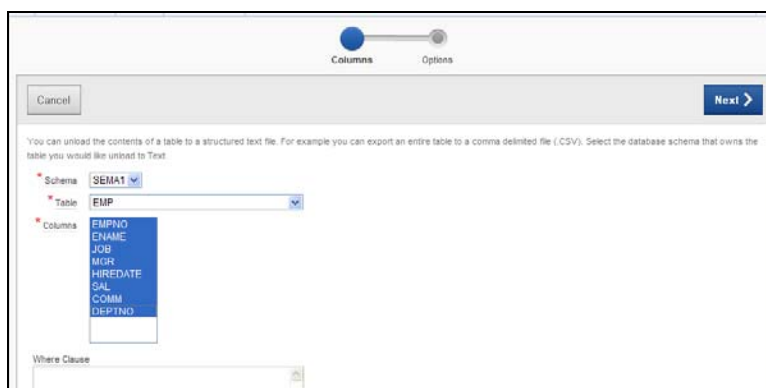 Columns Options
Cancel Next
You can unload the contents of a table to a structured text file. For example you can export an entire table to a comma delimited file (.CSV). Select the database schema that owns the
table you would like unload to Text
* Schema SEMA1
* Table EMP
* Columns EMPNO
ENAME
JOB
MGR
HIREDATE
SAL
COMM
DEPTNO
Where Clause